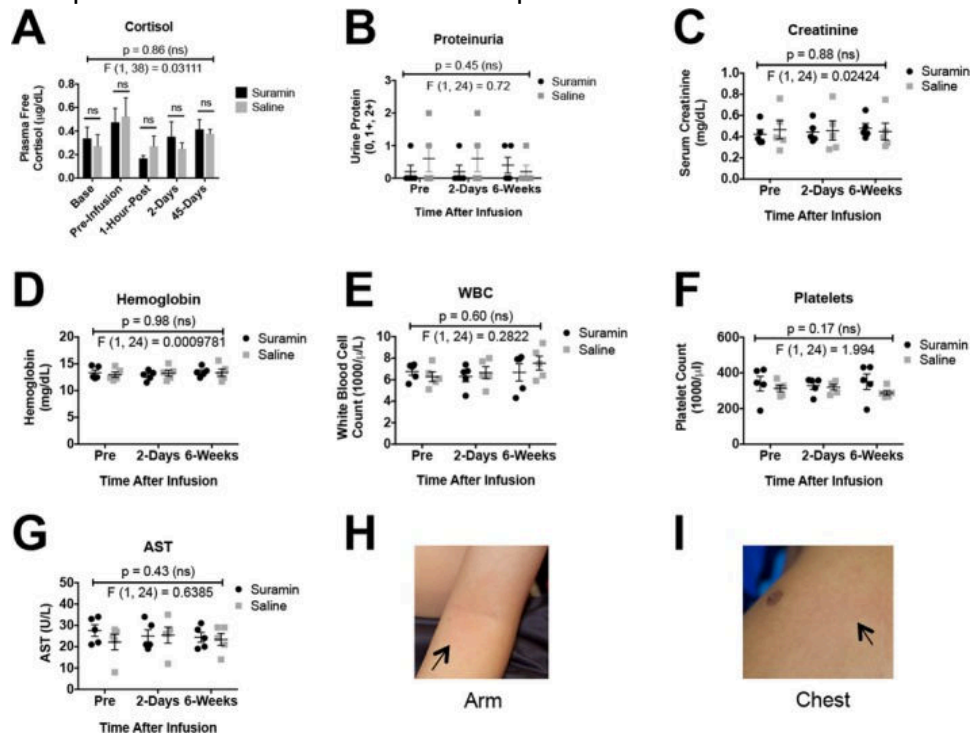 A
Cortisol
p = 0.86 (ns)
F (1, 38) = 0.03111
Plasma Free
Cortisol (μg/dL)
0.8
0.6
0.4
0.2
0.0
ns
ns
ns
ns
ns
Base
Pre-Infusion
1-Hour-Post
2-Days
45-Days
Suramin
Saline
B
Proteinuria
p = 0.45 (ns)
F (1, 24) = 0.72
Urine Protein
(0, 1+, 2+)
3
2
1
0
Pre
2-Days
6-Weeks
Time After Infusion
Suramin
Saline
C
Creatinine
p = 0.88 (ns)
F (1, 24) = 0.02424
Serum Creatinine
(mg/dL)
1.0
0.8
0.6
0.4
0.2
0.0
Pre
2-Days
6-Weeks
Time After Infusion
Suramin
Saline
D
Hemoglobin
p = 0.98 (ns)
F (1, 24) = 0.0009781
Hemoglobin
(mg/dL)
20
15
10
5
0
Pre
2-Days
6-Weeks
Time After Infusion
Suramin
Saline
E
WBC
p = 0.60 (ns)
F (1, 24) = 0.2822
White Blood Cell
Count (1000/μ/L)
10
8
6
4
2
0
Pre
2-Days
6-Weeks
Time After Infusion
Suramin
Saline
F
Platelets
p = 0.17 (ns)
F (1, 24) = 1.994
Platelet Count
(1000/μl)
600
400
200
0
Pre
2-Days
6-Weeks
Time After Infusion
Suramin
Saline
G
AST
p = 0.43 (ns)
F (1, 24) = 0.6385
AST (U/L)
50
40
30
20
10
0
Pre
2-Days
6-Weeks
Time After Infusion
Suramin
Saline
H
Arm
I
Chest